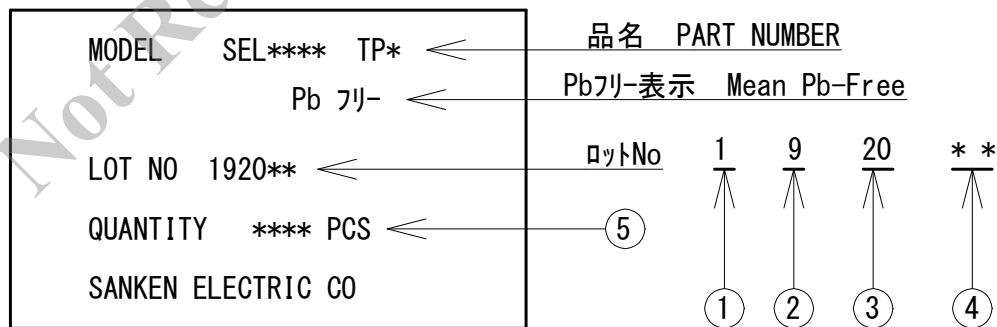 MODEL SEL**** TP*
Pb フリー
LOT NO 1920**
QUANTITY **** PCS
SANKEN ELECTRIC CO
品名 PART NUMBER
Pbフリー表示 Mean Pb-Free
ロットNo 1 9 20 **
⑤
① ② ③ ④
Not R